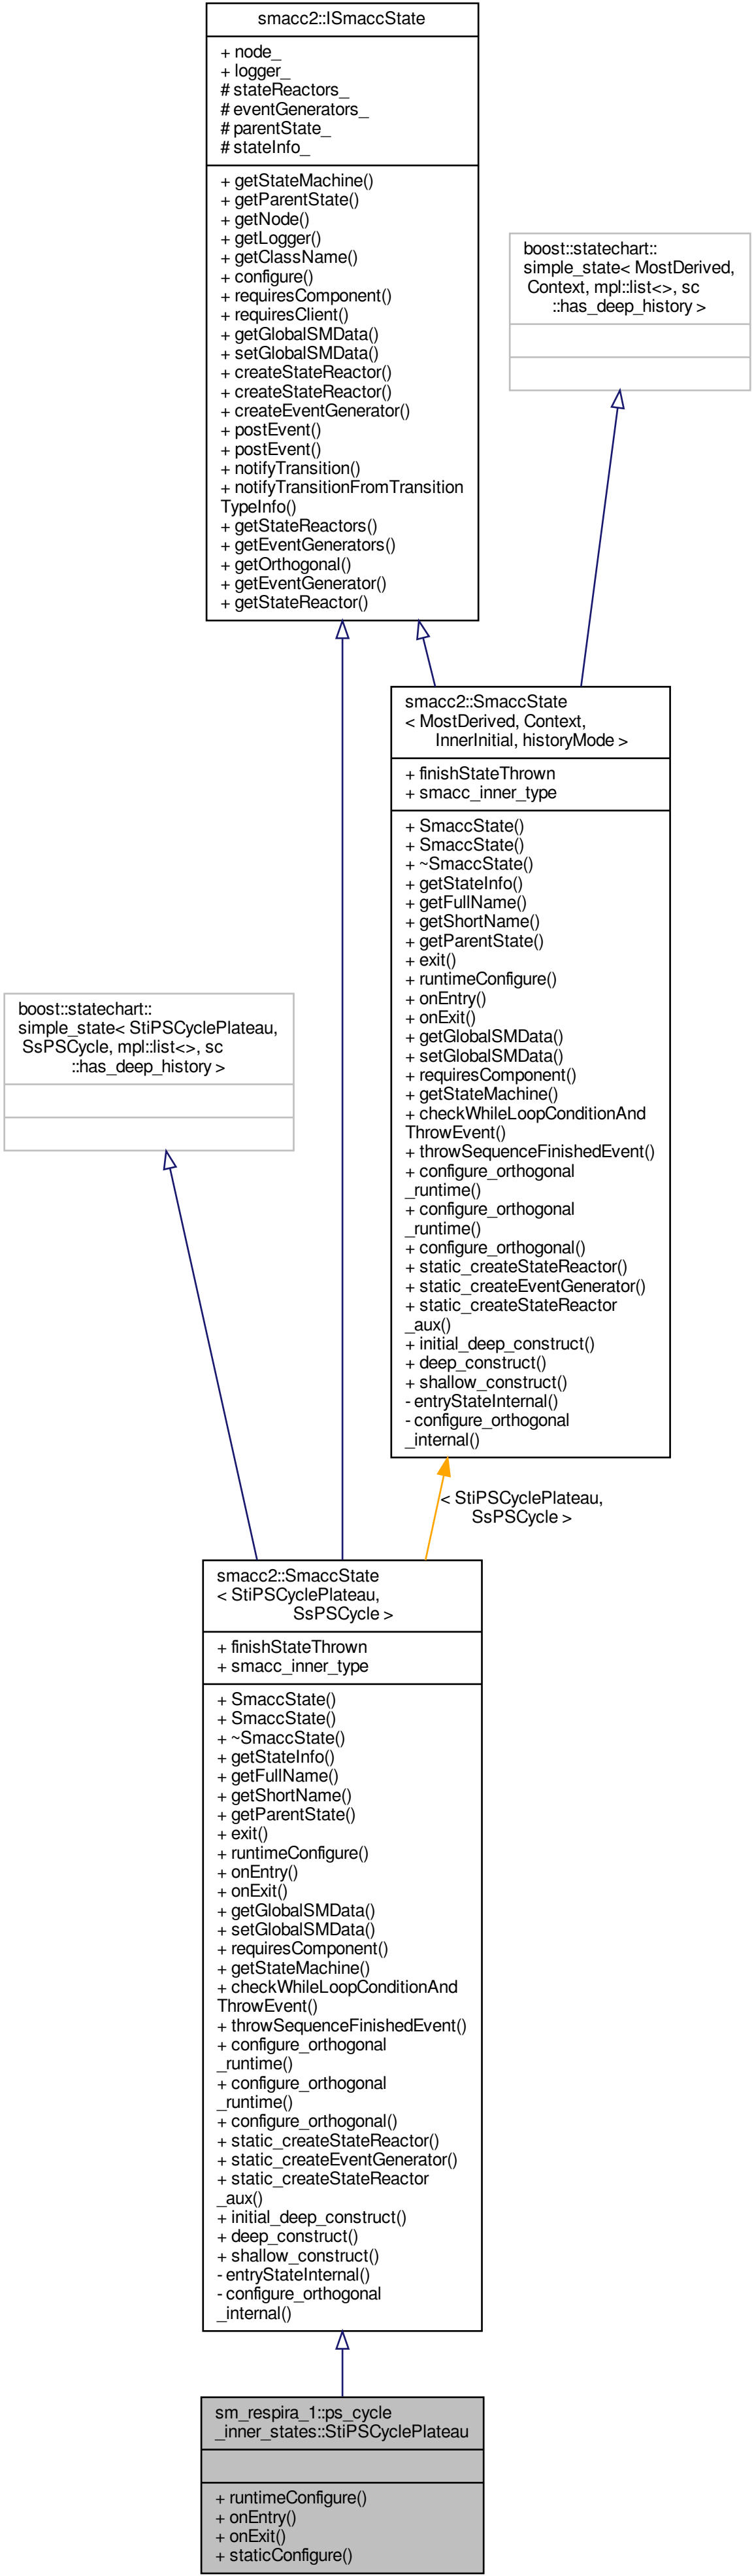 smacc2::ISmaccState
+ node_
+ logger_
# stateReactors_
# eventGenerators_
# parentState_
# stateInfo_
+ getStateMachine()
+ getParentState()
+ getNode()
+ getLogger()
+ getClassName()
+ configure()
+ requiresComponent()
+ requiresClient()
+ getGlobalSMData()
+ setGlobalSMData()
+ createStateReactor()
+ createStateReactor()
+ createEventGenerator()
+ postEvent()
+ postEvent()
+ notifyTransition()
+ notifyTransitionFromTransition
TypeInfo()
+ getStateReactors()
+ getEventGenerators()
+ getOrthogonal()
+ getEventGenerator()
+ getStateReactor()
boost::statechart::
simple_state< MostDerived,
Context, mpl::list<>, sc
::has_deep_history >
smacc2::SmaccState
< MostDerived, Context,
InnerInitial, historyMode >
+ finishStateThrown
+ smacc_inner_type
+ SmaccState()
+ SmaccState()
+ ~SmaccState()
+ getStateInfo()
+ getFullName()
+ getShortName()
+ getParentState()
+ exit()
+ runtimeConfigure()
+ onEntry()
+ onExit()
+ getGlobalSMData()
+ setGlobalSMData()
+ requiresComponent()
+ getStateMachine()
+ checkWhileLoopConditionAnd
ThrowEvent()
+ throwSequenceFinishedEvent()
+ configure_orthogonal
_runtime()
+ configure_orthogonal
_runtime()
+ configure_orthogonal()
+ static_createStateReactor()
+ static_createEventGenerator()
+ static_createStateReactor
_aux()
+ initial_deep_construct()
+ deep_construct()
+ shallow_construct()
- entryStateInternal()
- configure_orthogonal
_internal()
boost::statechart::
simple_state< StiPSCyclePlateau,
SsPSCycle, mpl::list<>, sc
::has_deep_history >
< StiPSCyclePlateau,
SsPSCycle >
smacc2::SmaccState
< StiPSCyclePlateau,
SsPSCycle >
+ finishStateThrown
+ smacc_inner_type
+ SmaccState()
+ SmaccState()
+ ~SmaccState()
+ getStateInfo()
+ getFullName()
+ getShortName()
+ getParentState()
+ exit()
+ runtimeConfigure()
+ onEntry()
+ onExit()
+ getGlobalSMData()
+ setGlobalSMData()
+ requiresComponent()
+ getStateMachine()
+ checkWhileLoopConditionAnd
ThrowEvent()
+ throwSequenceFinishedEvent()
+ configure_orthogonal
_runtime()
+ configure_orthogonal
_runtime()
+ configure_orthogonal()
+ static_createStateReactor()
+ static_createEventGenerator()
+ static_createStateReactor
_aux()
+ initial_deep_construct()
+ deep_construct()
+ shallow_construct()
- entryStateInternal()
- configure_orthogonal
_internal()
sm_respira_1::ps_cycle
_inner_states::StiPSCyclePlateau
+ runtimeConfigure()
+ onEntry()
+ onExit()
+ staticConfigure()